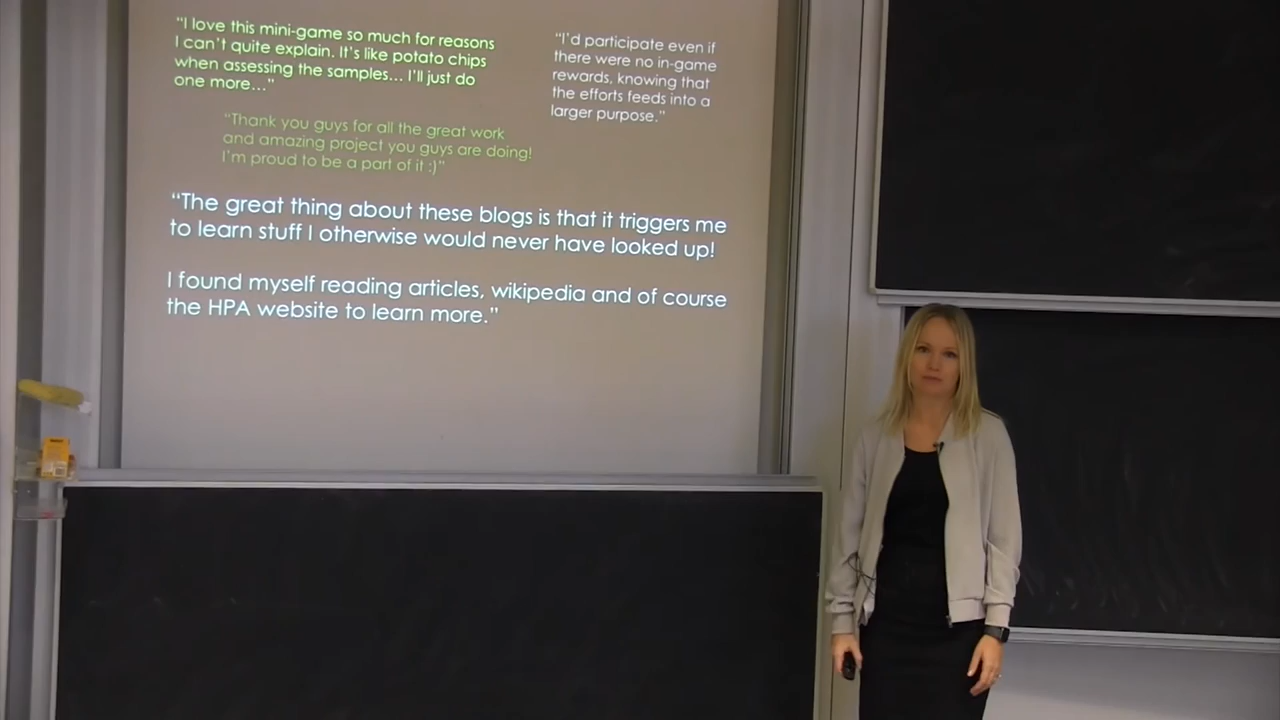 "I love this mini-game so much for reasons
I can't quite explain. It's like potato chips
when assessing the samples... I'll just do
one more..."
"I'd participate even if
there were no in-game
rewards, knowing that
the efforts feeds into a
larger purpose."
"Thank you guys for all the great work
and amazing project you guys are doing!
I'm proud to be a part of it :)"
"The great thing about these blogs is that it triggers me
to learn stuff I otherwise would never have looked up!
I found myself reading articles, wikipedia and of course
the HPA website to learn more."